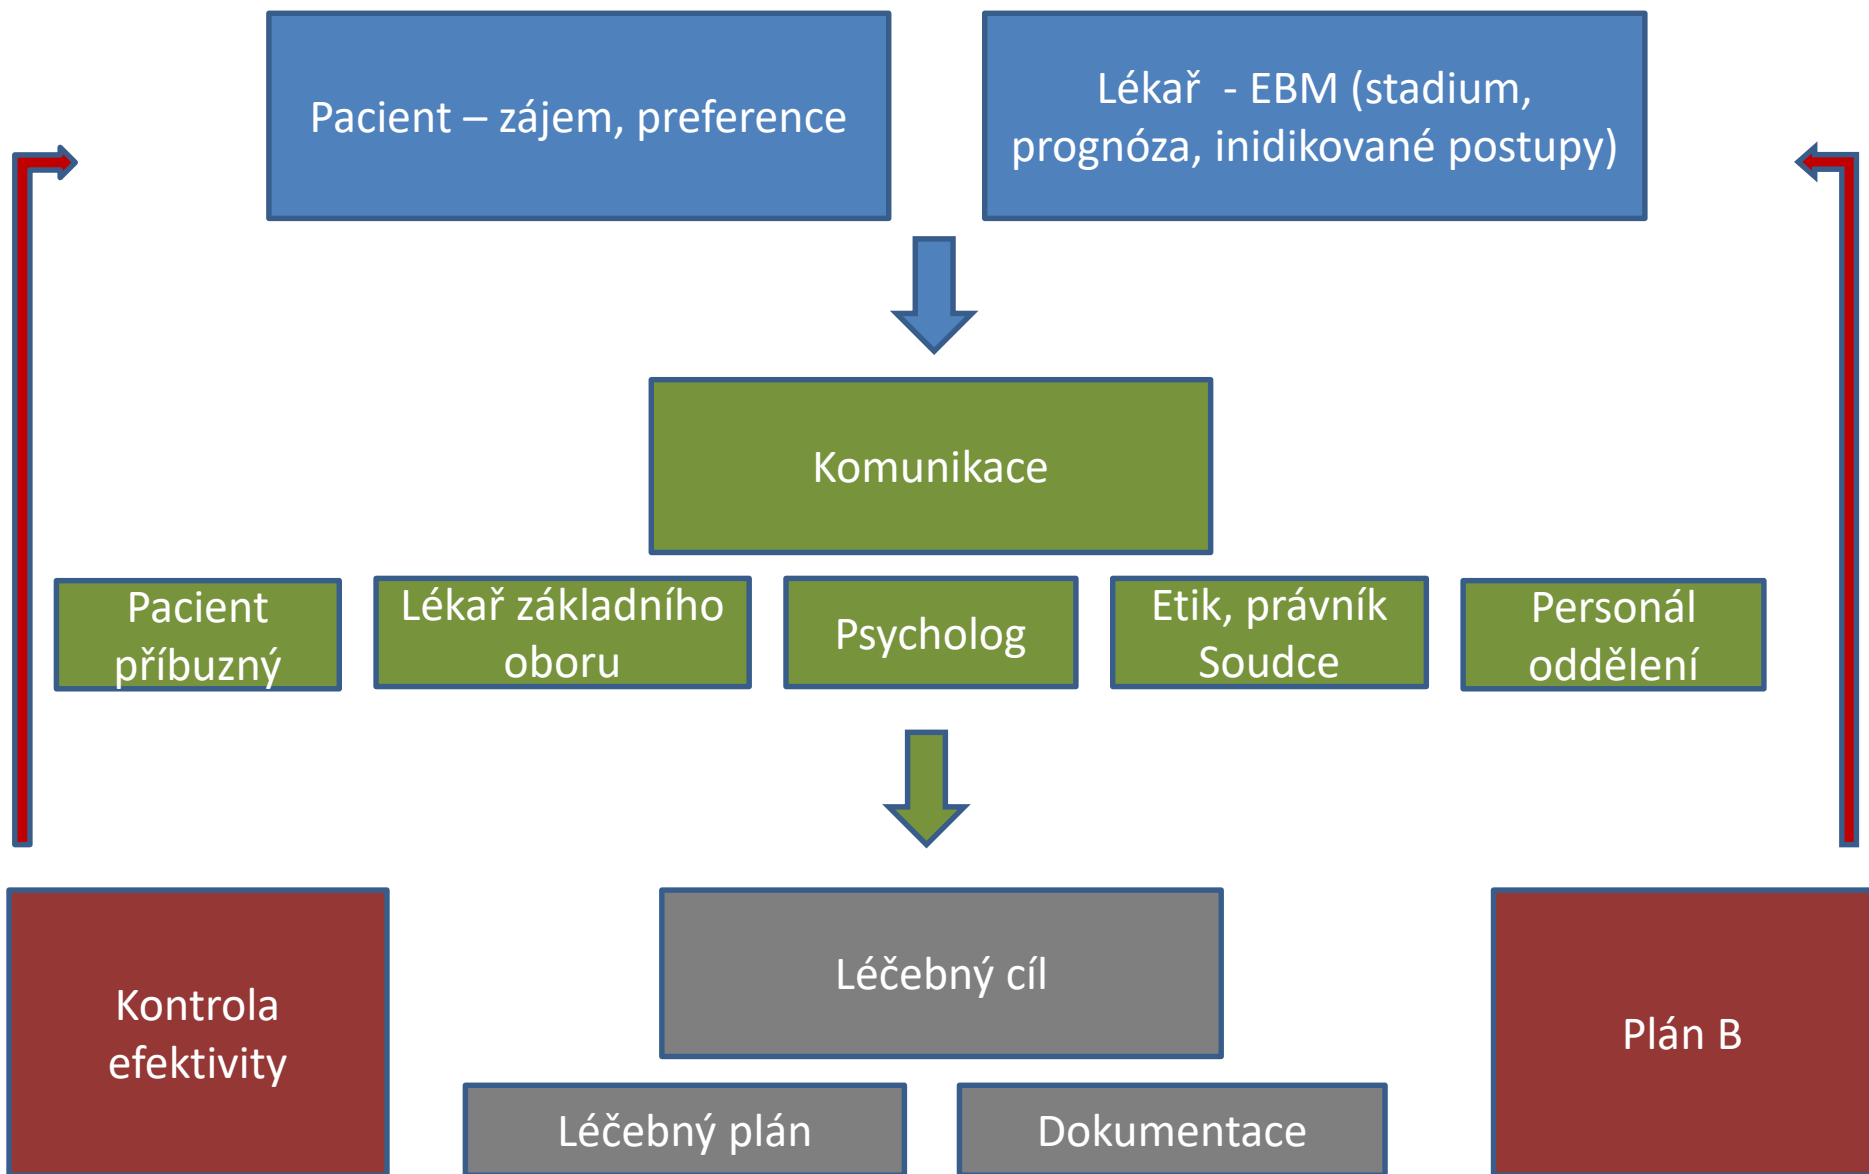 Pacient – zájem, preference
Lékař - EBM (stadium,
prognóza, inidikované postupy)
Komunikace
Pacient
příbuzný
Lékař základního
oboru
Psycholog
Etik, právník
Soudce
Personál
oddělení
Kontrola
efektivity
Léčebný cíl
Plán B
Léčebný plán
Dokumentace